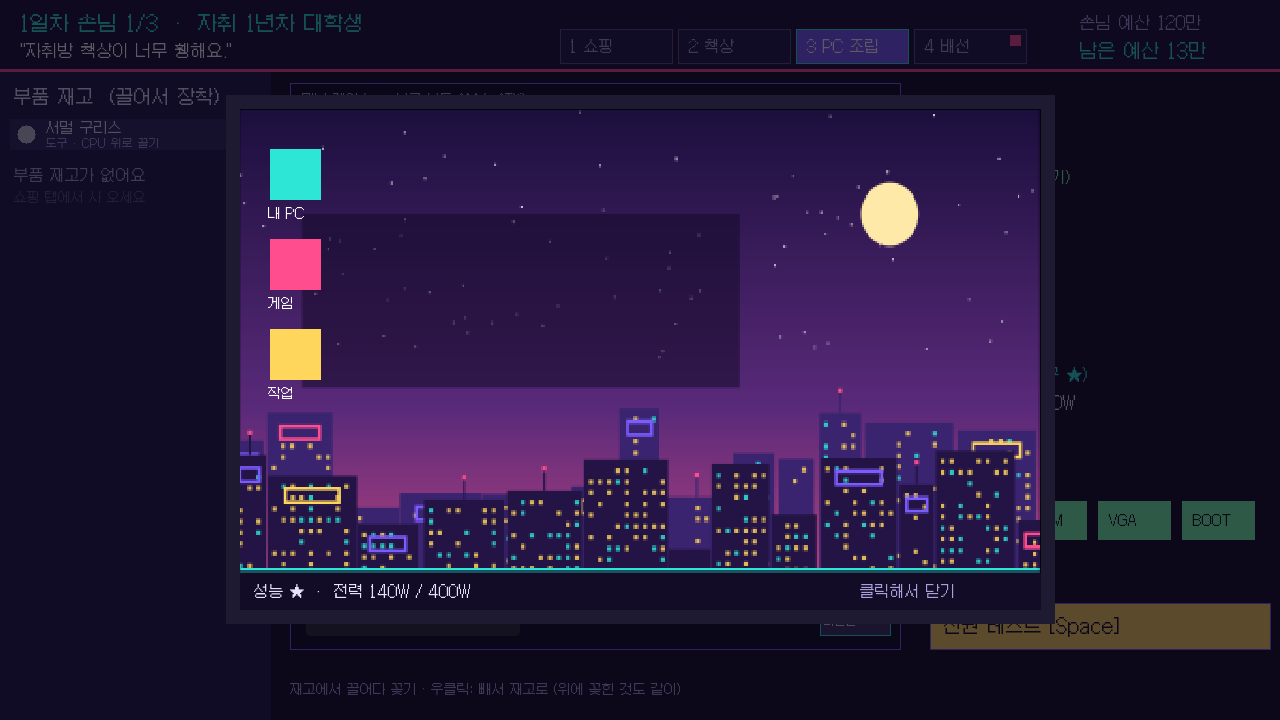 1일차 손님 1/3 · 자취 1년차 대학생
"자취방 책상이 너무 휑해요."
1 쇼핑
2 책상
3 PC 조립
4 배선
손님 예산 120만
남은 예산 13만
부품 재고 (끌어서 장착)
서멀 구리스
도구 · CPU 위로 끌기
부품 재고가 없어요
쇼핑 탭에서 사 오세요
내 PC
게임
작업
VGA
BOOT
성능 ★ · 전력 140W / 400W
클릭해서 닫기
전원 테스트 [Space]
재고에서 끌어다 꽂기 · 우클릭: 빼서 재고로 (위에 꽂힌 것도 같이)